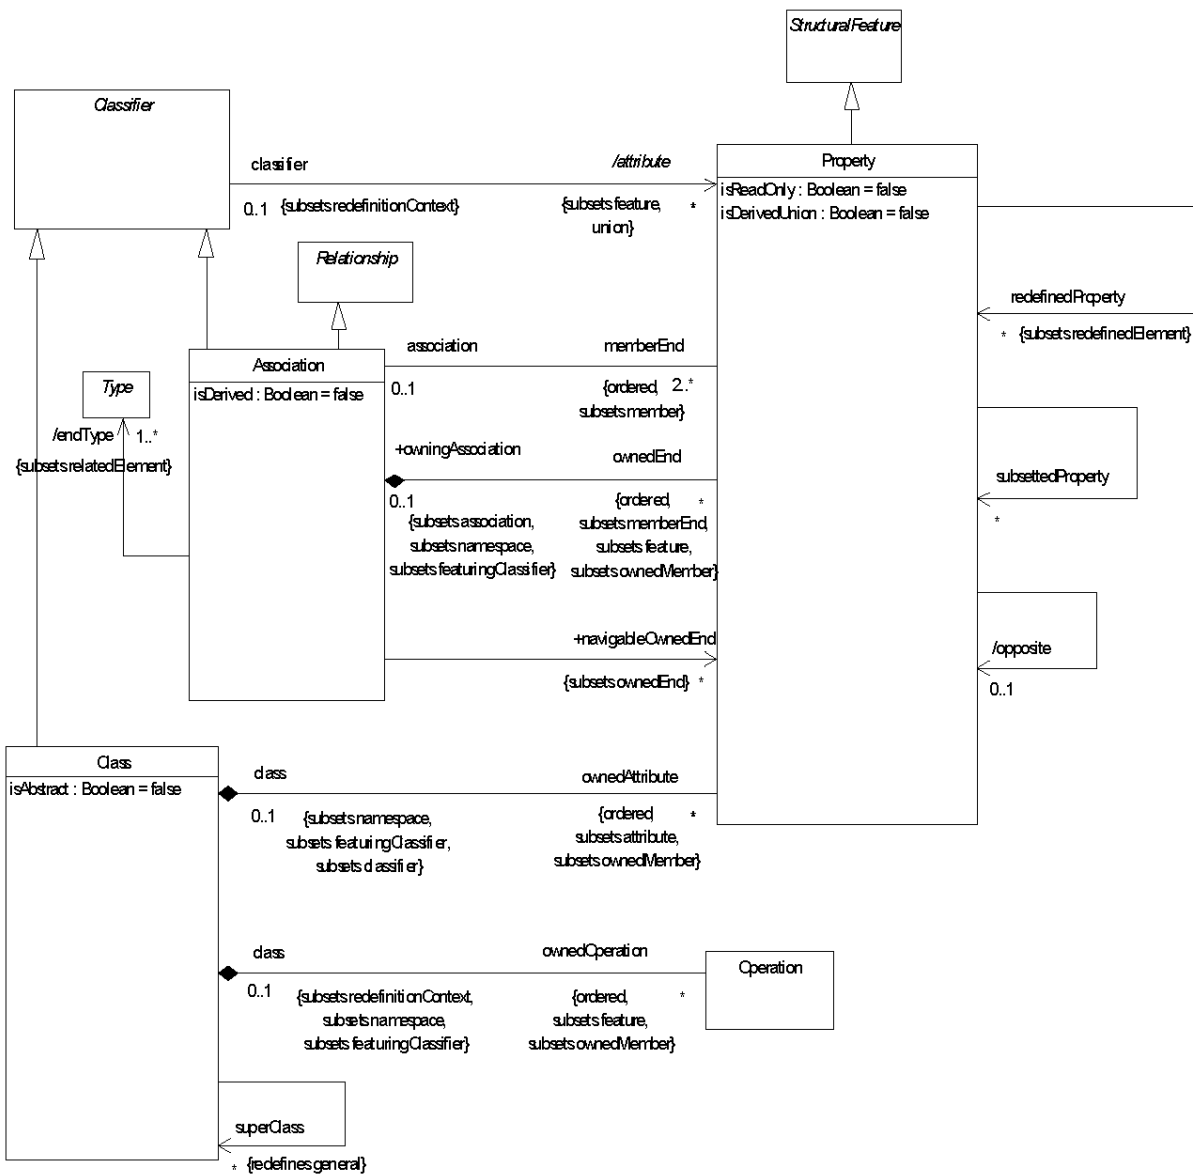 StructuralFeature
Classifier
Property
classifier
/attribute
isReadOnly : Boolean = false
0..1
{subsets redefinitionContext}
{subsets feature,
*
isDerivedUnion : Boolean = false
union}
Relationship
redefinedProperty
association
memberEnd
*
{subsets redefinedElement}
Association
Type
isDerived : Boolean = false
0..1
{ordered,
2..*
subsets member}
/endType
1..*
+owningAssociation
ownedEnd
{subsets relatedElement}
subsettedProperty
0..1
{ordered,
*
{subsets association,
subsets memberEnd,
*
subsets namespace,
subsets feature,
subsets featuringClassifier}
subsets ownedMember}
+navigableOwnedEnd
/opposite
{subsets ownedEnd}
*
0..1
Class
isAbstract : Boolean = false
class
ownedAttribute
0..1
{subsets namespace,
{ordered,
*
subsets featuringClassifier,
subsets attribute,
subsets classifier}
subsets ownedMember}
class
ownedOperation
Operation
0..1
{subsets redefinitionContext,
{ordered,
*
subsets namespace,
subsets feature,
subsets featuringClassifier}
subsets ownedMember}
superClass
*
{redefines general}